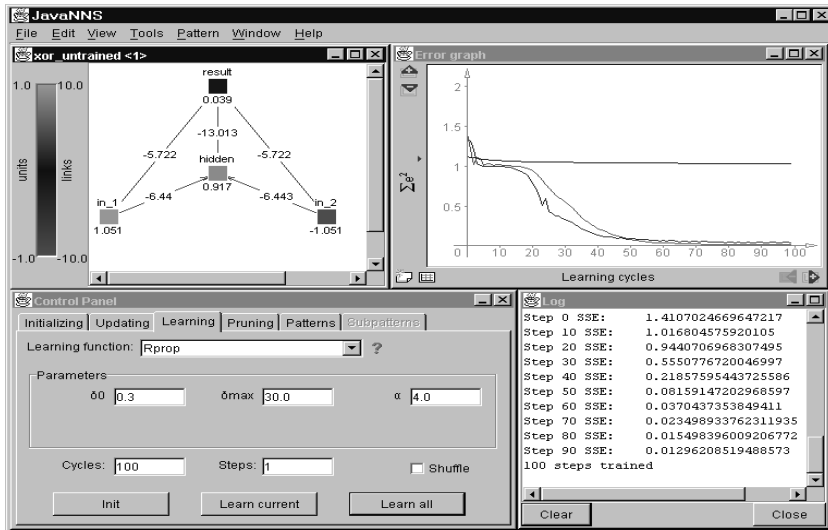 JavaNNS
File Edit View Tools Pattern Window Help
xor_untrained <1>
1.0 10.0
units
links
-1.0 -10.0
result
0.039
-13.013
-5.722 -5.722
hidden
0.917
-6.44 -6.443
in_1 in_2
1.051 -1.051
Error graph
2
1.5
1
0.5
∑e²
0 10 20 30 40 50 60 70 80 90 100
Learning cycles
Control Panel
Initializing Updating Learning Pruning Patterns Subpatterns
Learning function: Rprop ?
Parameters
δ0 0.3 δmax 30.0 α 4.0
Cycles: 100 Steps: 1 Shuffle
Init Learn current Learn all
Log
Step 0 SSE: 1.4107024669647217
Step 10 SSE: 1.016804575920105
Step 20 SSE: 0.9440706968307495
Step 30 SSE: 0.5550776720046997
Step 40 SSE: 0.21857595443725586
Step 50 SSE: 0.08159147202968597
Step 60 SSE: 0.0370437353849411
Step 70 SSE: 0.023498933762311935
Step 80 SSE: 0.015498396009206772
Step 90 SSE: 0.01296208519488573
100 steps trained
Clear Close